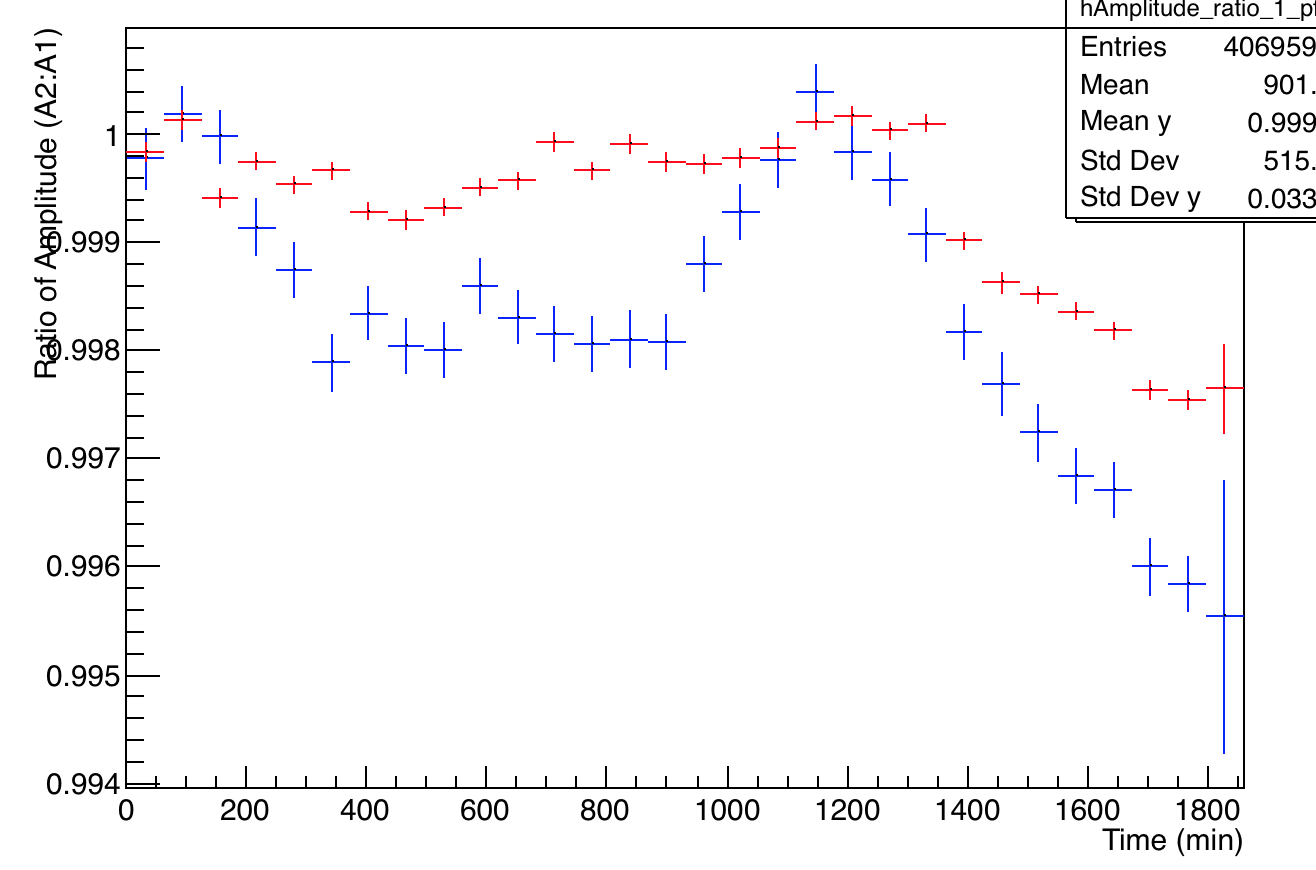 hAmplitude_ratio_1_pf
Entries 406959
Mean 901.
Mean y 0.999
Std Dev 515.
Std Dev y 0.033
Ratio of Amplitude (A2:A1)
1
0.999
0.998
0.997
0.996
0.995
0.994
0 200 400 600 800 1000 1200 1400 1600 1800
Time (min)